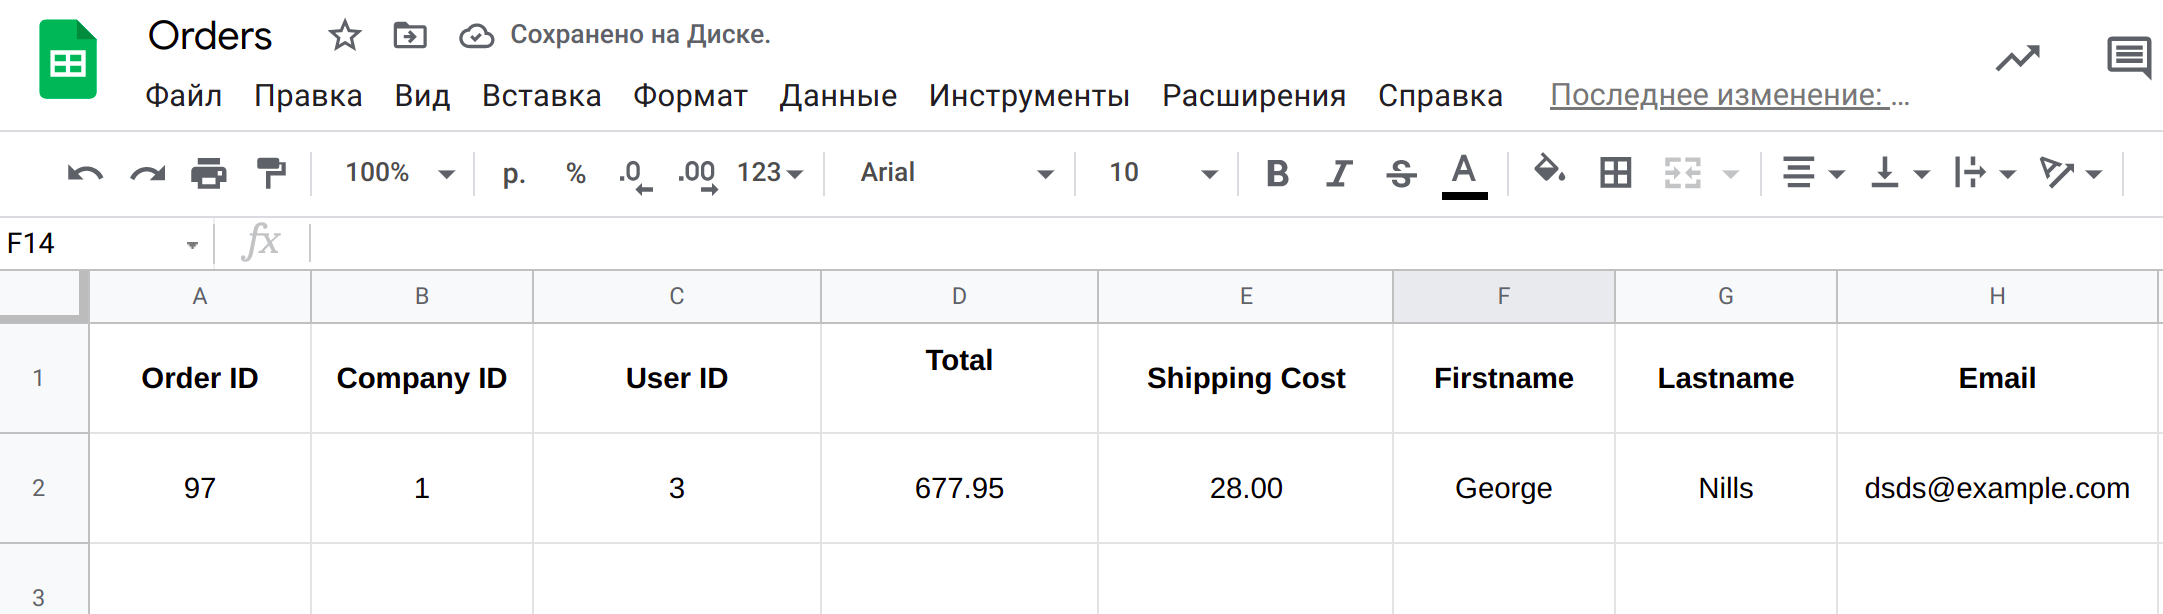 Orders Сохранено на Диске.
Файл Правка Вид Вставка Формат Данные Инструменты Расширения Справка Последнее изменение: ...
100% р. % .0 .00 123 Arial 10 B I S A
F14 fx
A B C D E F G H
1 Order ID Company ID User ID Total Shipping Cost Firstname Lastname Email
2 97 1 3 677.95 28.00 George Nills dsds@example.com
3